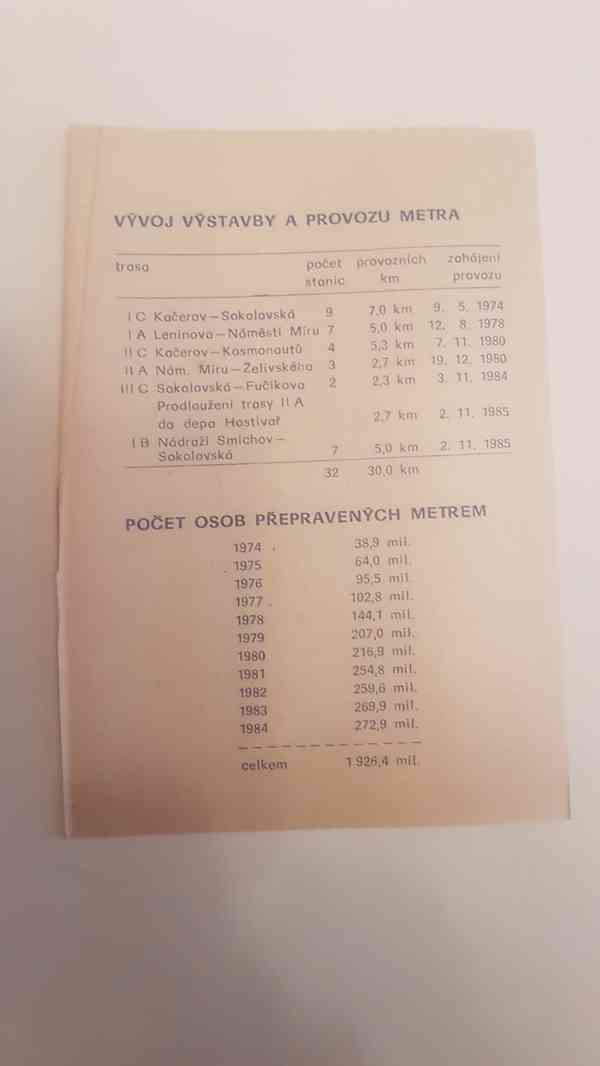 VÝVOJ VÝSTAVBY A PROVOZU METRA
trasa počet stanic provozních km zahájení provozu
I C Kačerov—Sokolovská 9 7,0 km 9. 5. 1974
I A Leninova—Náměstí Míru 7 5,0 km 12. 8. 1978
II C Kačerov—Kosmonautů 4 5,3 km 7. 11. 1980
II A Nám. Míru—Želivského 3 2,7 km 19. 12. 1980
III C Sokolovská—Fučíkova 2 2,3 km 3. 11. 1984
Prodloužení trasy II A
do depa Hostivař 2,7 km 2. 11. 1985
I B Nádraží Smíchov—
Sokolovská 7 5,0 km 2. 11. 1985
32 30,0 km
POČET OSOB PŘEPRAVENÝCH METREM
1974 38,9 mil.
1975 64,0 mil.
1976 95,5 mil.
1977 102,8 mil.
1978 144,1 mil.
1979 207,0 mil.
1980 216,9 mil.
1981 254,8 mil.
1982 259,6 mil.
1983 269,9 mil.
1984 272,9 mil.
celkem 1 926,4 mil.